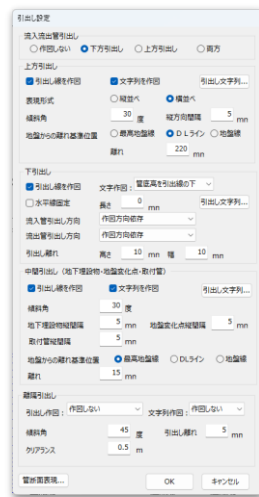 引出し設定
流入流出管引出し
作図しない 下方引出し 上方引出し 両方
上方引出し
引出し線を作図 文字列を作図 引出し文字列...
表現形式 縦並べ 横並べ
傾斜角 30 度 縦方向間隔 5 mm
地盤からの離れ基準位置 最高地盤線 DLライン 地盤線
離れ 220 mm
下引出し
引出し線を作図 文字作図： 管底高を引出線の下
水平線固定 長さ 0 mm 引出し文字列...
流入管引出し方向 作図方向依存
流出管引出し方向 作図方向依存
引出し離れ 高さ 10 mm 幅 10 mm
中間引出し（地下埋設物・地盤変化点・取付管）
引出し線を作図 文字列を作図 引出し文字列...
傾斜角 30 度
地下埋設物縦間隔 5 mm 地盤変化点縦間隔 5 mm
取付管縦間隔 5 mm
地盤からの離れ基準位置 最高地盤線 DLライン 地盤線
離れ 15 mm
離隔引出し
引出し作図： 作図しない 文字列作図： 作図しない
傾斜角 45 度 引出し離れ 5 mm
クリアランス 0.5 m
管断面表現... OK キャンセル